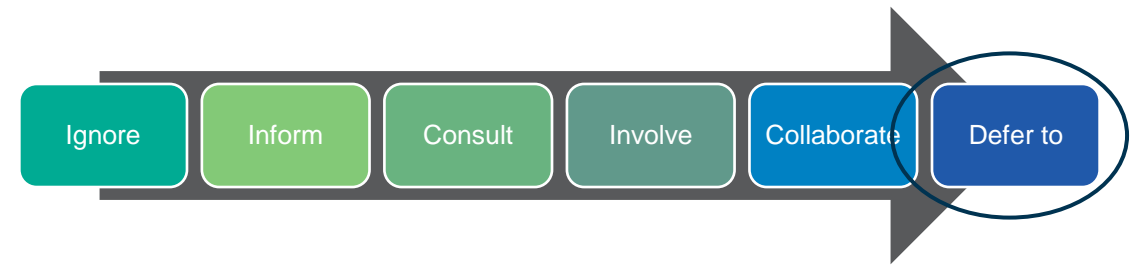 Ignore
Inform
Consult
Involve
Collaborate
Defer to